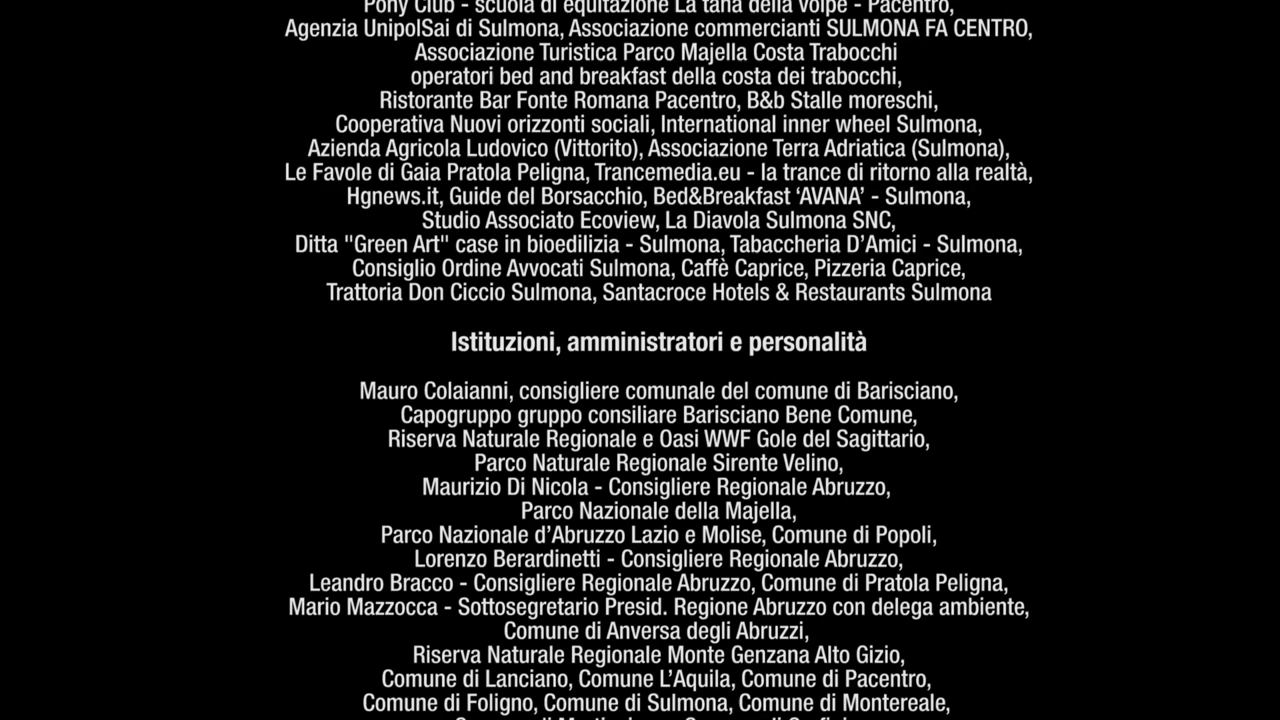 Pony Club - scuola di equitazione La tana della volpe - Pacentro,
Agenzia UnipolSai di Sulmona, Associazione commercianti SULMONA FA CENTRO,
Associazione Turistica Parco Majella Costa Trabocchi
operatori bed and breakfast della costa dei trabocchi,
Ristorante Bar Fonte Romana Pacentro, B&b Stalle moreschi,
Cooperativa Nuovi orizzonti sociali, International inner wheel Sulmona,
Azienda Agricola Ludovico (Vittorito), Associazione Terra Adriatica (Sulmona),
Le Favole di Gaia Pratola Peligna, Trancemedia.eu - la trance di ritorno alla realtà,
Hgnews.it, Guide del Borsacchio, Bed&Breakfast ‘AVANA’ - Sulmona,
Studio Associato Ecoview, La Diavola Sulmona SNC,
Ditta "Green Art" case in bioedilizia - Sulmona, Tabaccheria D’Amici - Sulmona,
Consiglio Ordine Avvocati Sulmona, Caffè Caprice, Pizzeria Caprice,
Trattoria Don Ciccio Sulmona, Santacroce Hotels & Restaurants Sulmona
Istituzioni, amministratori e personalità
Mauro Colaianni, consigliere comunale del comune di Barisciano,
Capogruppo gruppo consiliare Barisciano Bene Comune,
Riserva Naturale Regionale e Oasi WWF Gole del Sagittario,
Parco Naturale Regionale Sirente Velino,
Maurizio Di Nicola - Consigliere Regionale Abruzzo,
Parco Nazionale della Majella,
Parco Nazionale d’Abruzzo Lazio e Molise, Comune di Popoli,
Lorenzo Berardinetti - Consigliere Regionale Abruzzo,
Leandro Bracco - Consigliere Regionale Abruzzo, Comune di Pratola Peligna,
Mario Mazzocca - Sottosegretario Presid. Regione Abruzzo con delega ambiente,
Comune di Anversa degli Abruzzi,
Riserva Naturale Regionale Monte Genzana Alto Gizio,
Comune di Lanciano, Comune L’Aquila, Comune di Pacentro,
Comune di Foligno, Comune di Sulmona, Comune di Montereale,